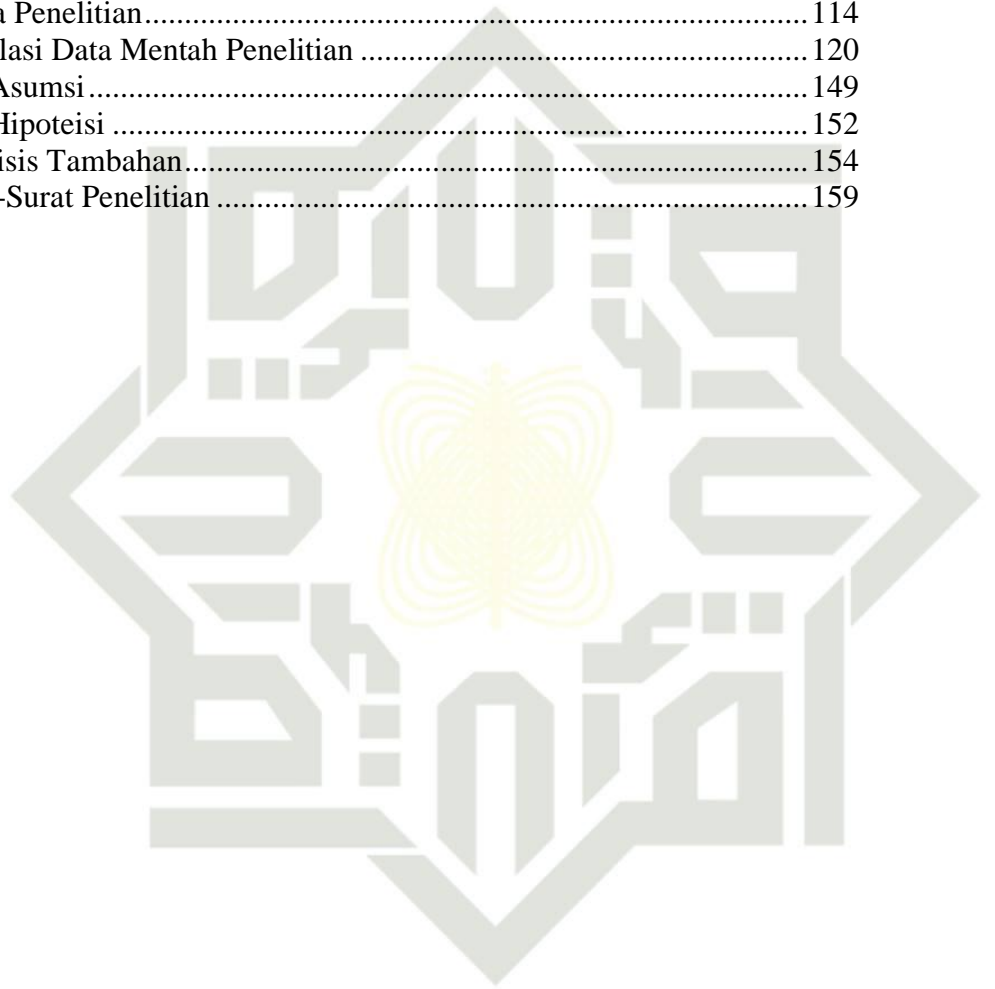 a Penelitian....................................................................................114
lasi Data Mentah Penelitian .........................................................120
Asumsi...........................................................................................149
Hipoteisi ........................................................................................152
isis Tambahan...............................................................................154
-Surat Penelitian ...........................................................................159